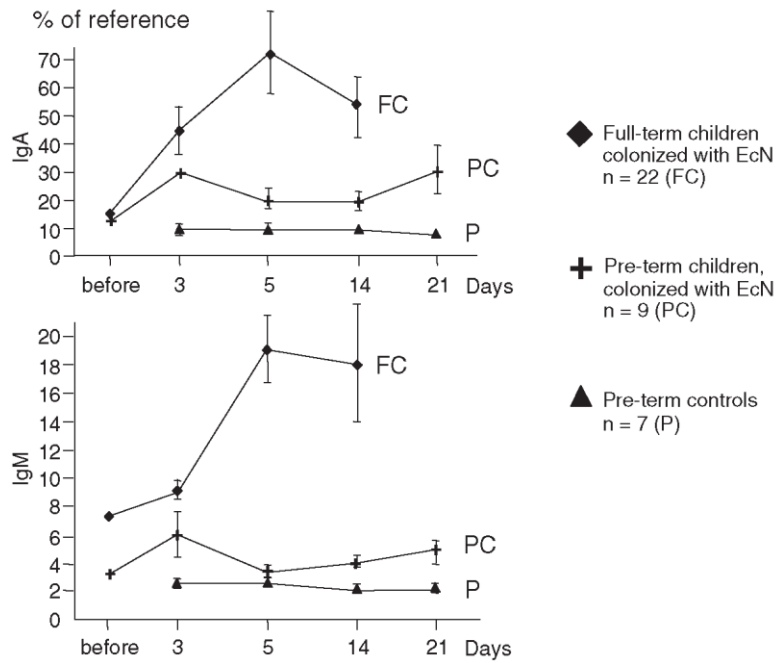 % of reference
70
60
50
40
30
20
10
0
IgA
FC
PC
P
before 3 5 14 21 Days
20
18
16
14
12
10
8
6
4
2
0
IgM
FC
PC
P
before 3 5 14 21 Days
Full-term children
colonized with EcN
n = 22 (FC)
Pre-term children,
colonized with EcN
n = 9 (PC)
Pre-term controls
n = 7 (P)